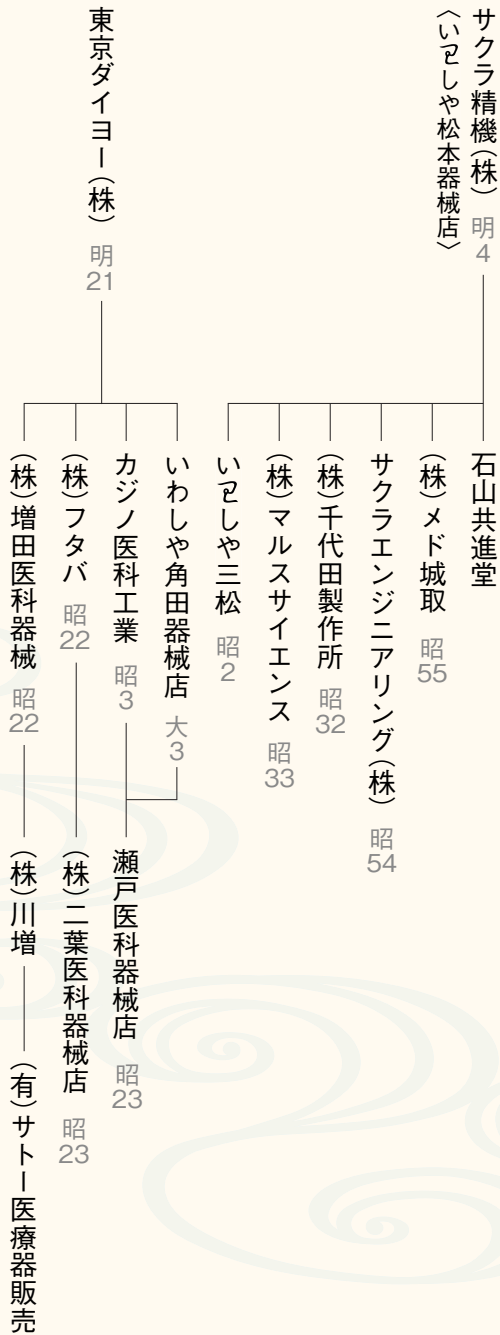 サクラ精機(株) 明4
〈いわしや松本器械店〉
石山共進堂
(株)メド城取 昭55
サクラエンジニアリング(株) 昭54
(株)千代田製作所 昭32
(株)マルスサイエンス 昭33
いわしや三松 昭2
東京ダイヨー(株) 明21
いわしや角田器械店 大3
カジノ医科工業 昭3
瀬戸医科器械店 昭23
(株)フタバ 昭22
(株)二葉医科器械店 昭23
(株)増田医科器械 昭22
(株)川増
(有)サトー医療器販売